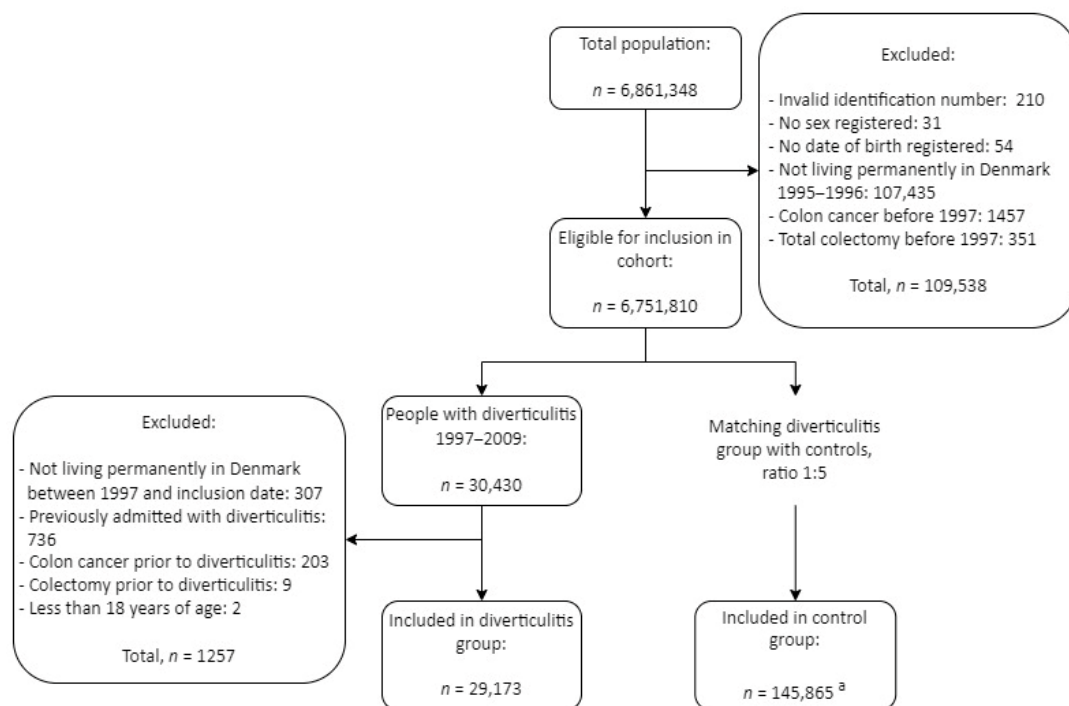 Total population:
n = 6,861,348
Excluded:
- Invalid identification number:  210
- No sex registered: 31
- No date of birth registered: 54
- Not living permanently in Denmark
1995–1996: 107,435
- Colon cancer before 1997: 1457
- Total colectomy before 1997: 351
Total, n = 109,538
Eligible for inclusion in
cohort:
n = 6,751,810
People with diverticulitis
1997–2009:
n = 30,430
Matching diverticulitis
group with controls,
ratio 1:5
Excluded:
- Not living permanently in Denmark
between 1997 and inclusion date: 307
- Previously admitted with diverticulitis:
736
- Colon cancer prior to diverticulitis: 203
- Colectomy prior to diverticulitis: 9
- Less than 18 years of age: 2
Total, n = 1257
Included in diverticulitis
group:
n = 29,173
Included in control
group:
n = 145,865 a